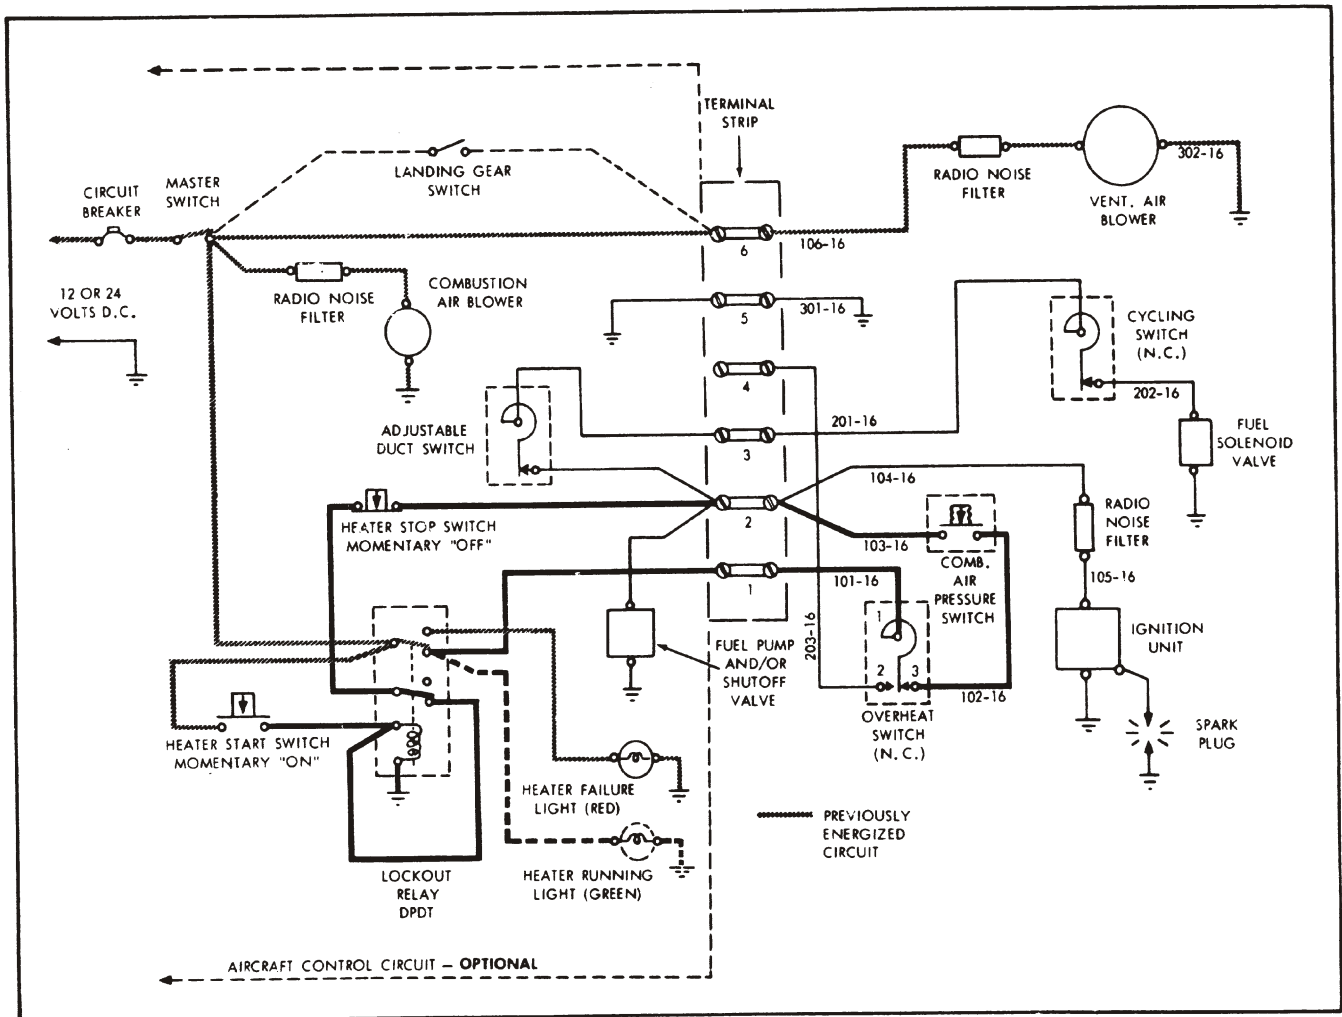 TERMINAL
STRIP
LANDING GEAR
SWITCH
CIRCUIT
BREAKER
MASTER
SWITCH
RADIO NOISE
FILTER
302-16
VENT. AIR
BLOWER
6
106-16
12 OR 24
VOLTS D.C.
RADIO NOISE
FILTER
COMBUSTION
AIR BLOWER
5
301-16
CYCLING
SWITCH
(N.C.)
4
202-16
ADJUSTABLE
DUCT SWITCH
3
201-16
FUEL
SOLENOID
VALVE
104-16
HEATER STOP SWITCH
MOMENTARY "OFF"
2
103-16
RADIO
NOISE
FILTER
COMB.
AIR
PRESSURE
SWITCH
105-16
1
101-16
203-16
1
2
3
102-16
IGNITION
UNIT
FUEL PUMP
AND/OR
SHUTOFF
VALVE
OVERHEAT
SWITCH
(N.C.)
SPARK
PLUG
HEATER START SWITCH
MOMENTARY "ON"
HEATER FAILURE
LIGHT (RED)
PREVIOUSLY
ENERGIZED
CIRCUIT
LOCKOUT
RELAY
DPDT
HEATER RUNNING
LIGHT (GREEN)
AIRCRAFT CONTROL CIRCUIT – OPTIONAL